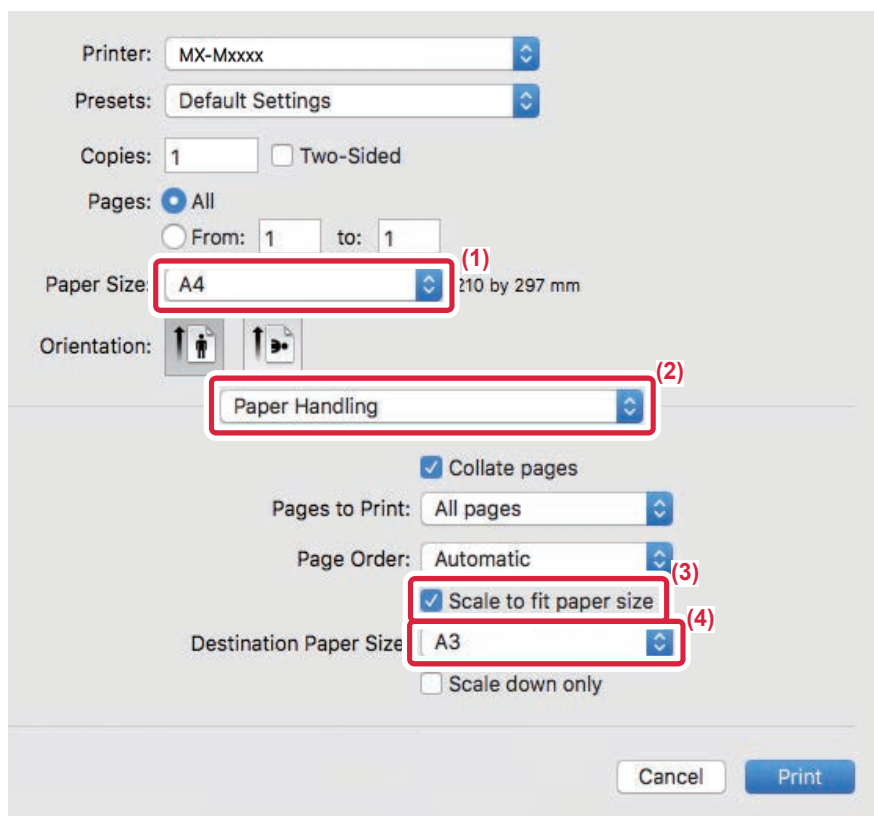 Printer: MX-Mxxxx
Presets: Default Settings
Copies: 1 Two-Sided
Pages: All
From: 1 to: 1
(1)
Paper Size: A4 210 by 297 mm
Orientation:
(2)
Paper Handling
Collate pages
Pages to Print: All pages
Page Order: Automatic
(3)
Scale to fit paper size
(4)
Destination Paper Size A3
Scale down only
Cancel Print